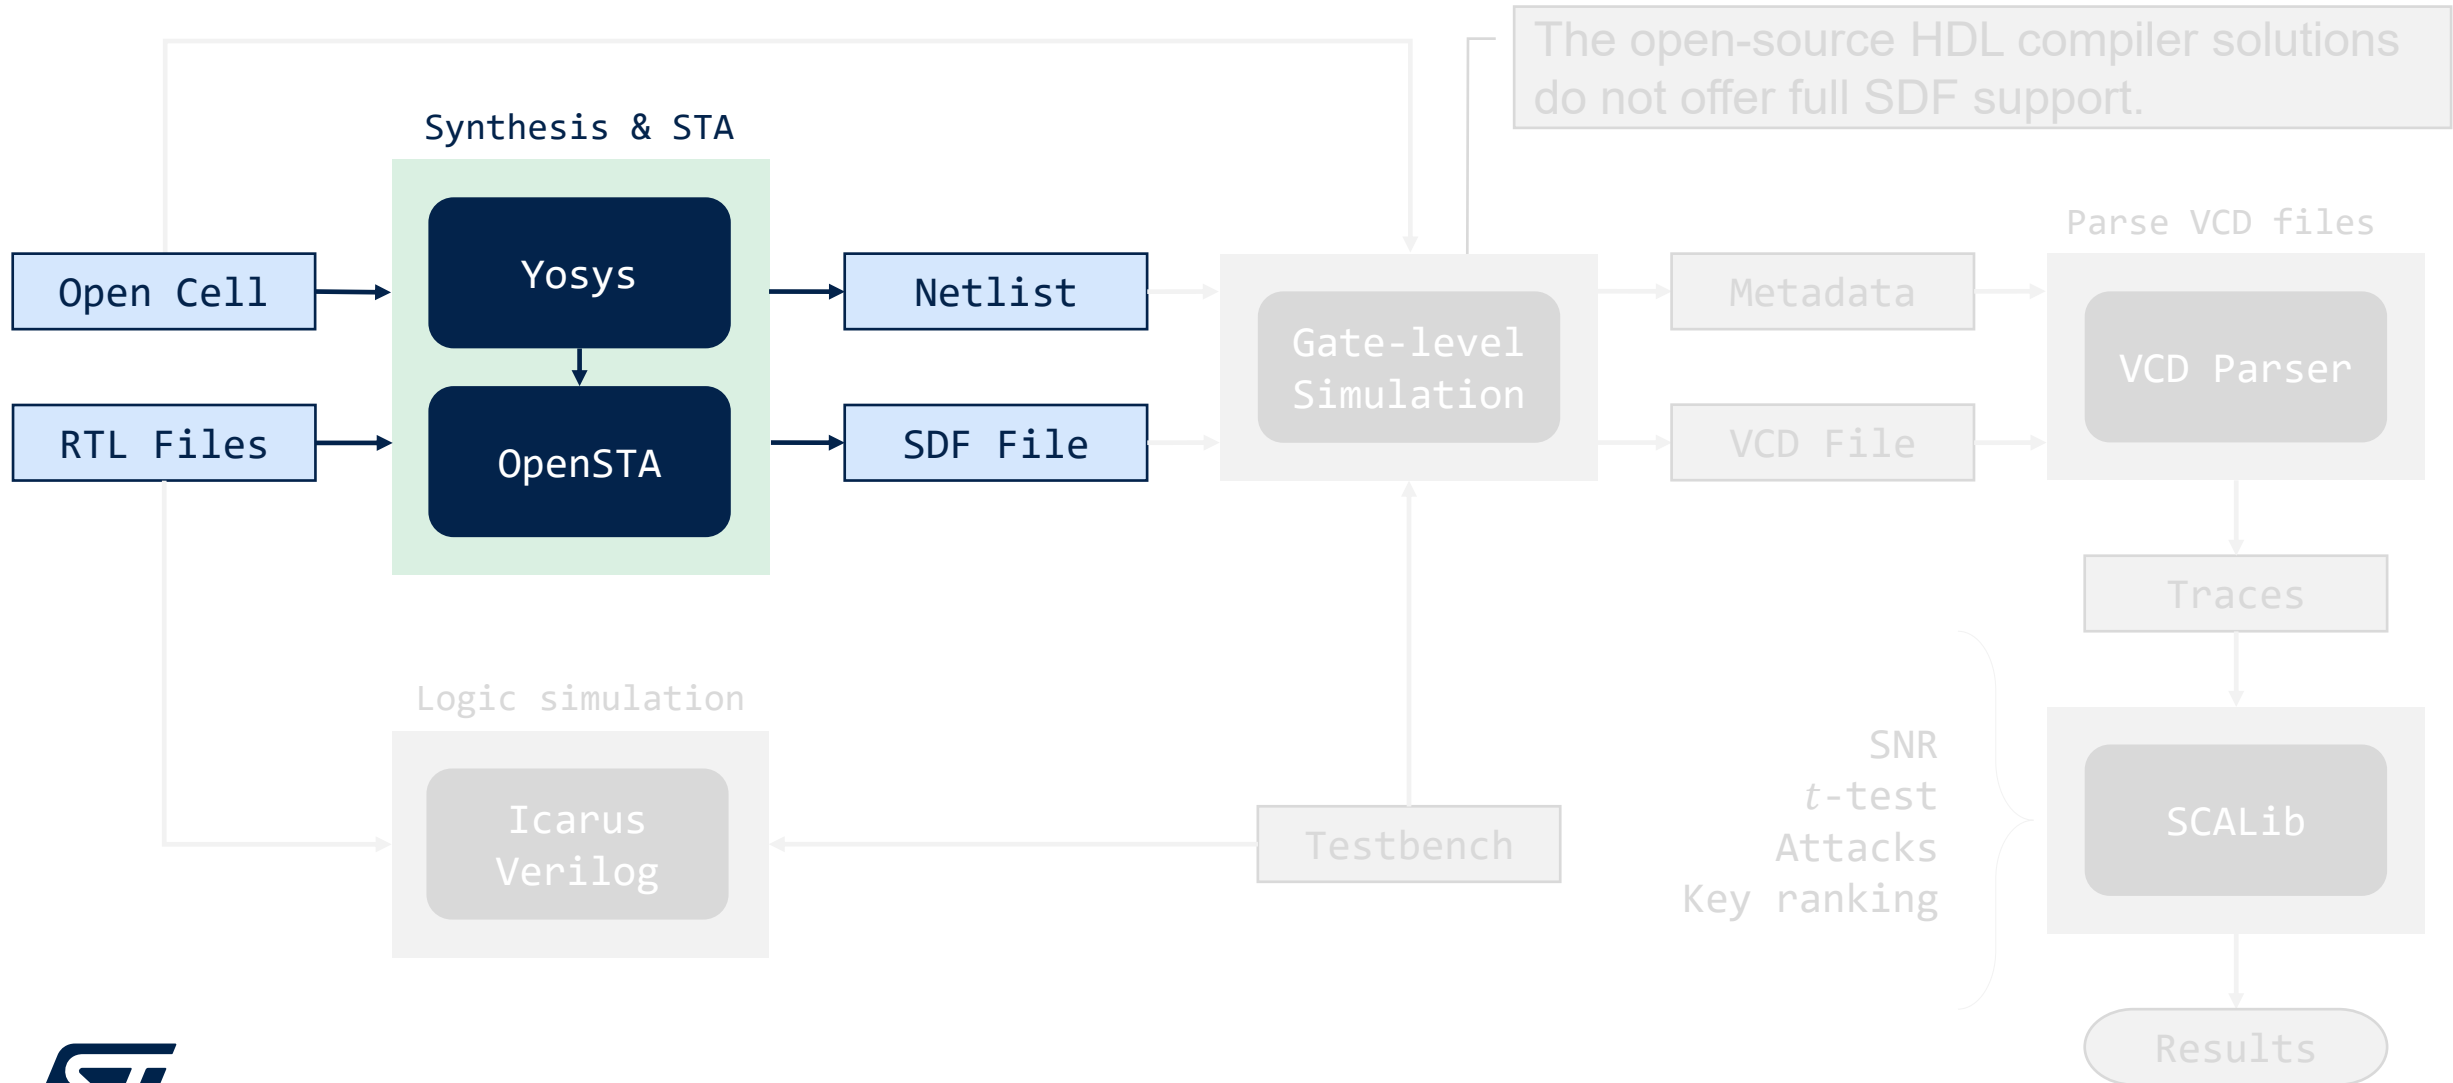 The open-source HDL compiler solutions
do not offer full SDF support.
Synthesis & STA
Parse VCD files
Open Cell
Yosys
Netlist
Gate-level
Simulation
Metadata
VCD Parser
RTL Files
OpenSTA
SDF File
VCD File
Traces
Logic simulation
Icarus
Verilog
Testbench
SNR
t-test
Attacks
Key ranking
SCALib
Results